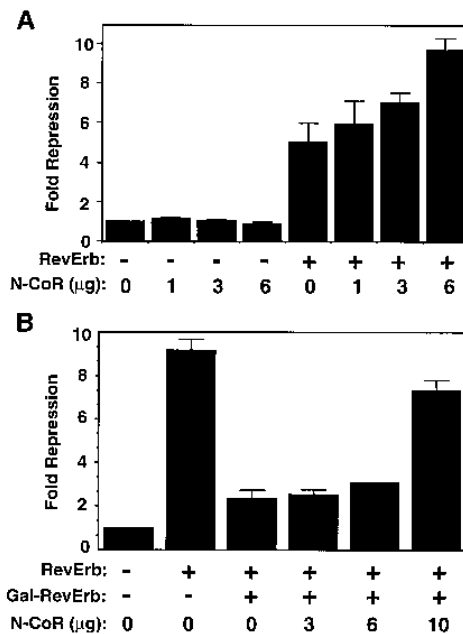 A
Fold Repression
10
8
6
4
2
0
RevErb: - - - - + + + +
N-CoR (μg): 0 1 3 6 0 1 3 6
B
Fold Repression
10
8
6
4
2
0
RevErb: - + + + + +
Gal-RevErb: - - + + + +
N-CoR (μg): 0 0 0 3 6 10